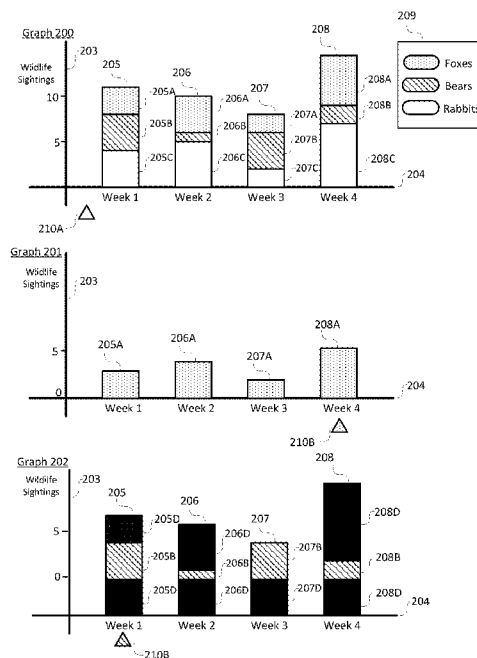 Graph 200
203
Wildlife
Sightings
10
5
205
206
207
208
209
Foxes
Bears
Rabbits
205A
205B
205C
206A
206B
206C
207A
207B
207C
208A
208B
208C
204
Week 1
Week 2
Week 3
Week 4
210A
Graph 201
203
Wildlife
Sightings
5
0
205A
206A
207A
208A
204
Week 1
Week 2
Week 3
Week 4
210B
Graph 202
203
Wildlife
Sightings
5
0
205
206
207
208
205D
205B
205D
206D
206B
206D
207B
207D
208D
208B
208D
204
Week 1
Week 2
Week 3
Week 4
210B